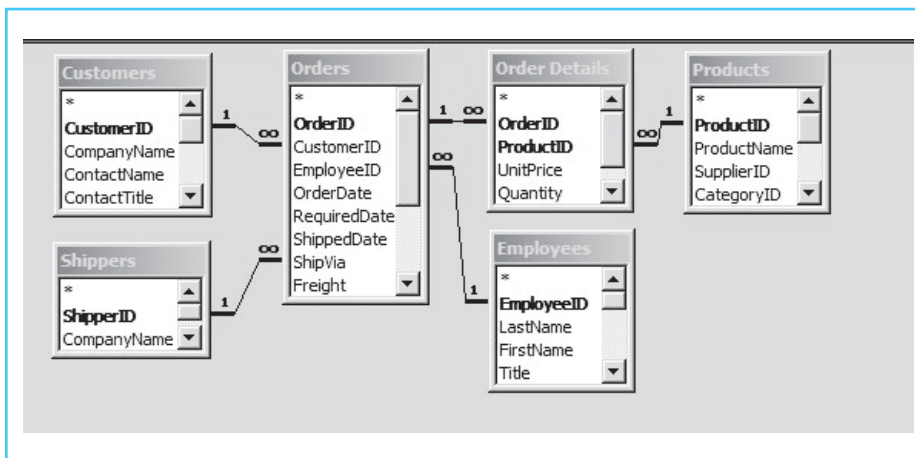 Customers
*
CustomerID
CompanyName
ContactName
ContactTitle
1
∞
Orders
*
OrderID
CustomerID
EmployeeID
OrderDate
RequiredDate
ShippedDate
ShipVia
Freight
1 ∞
Order Details
*
OrderID
ProductID
UnitPrice
Quantity
∞
1
Products
*
ProductID
ProductName
SupplierID
CategoryID
Shippers
*
ShipperID
CompanyName
1
∞
∞
1
Employees
*
EmployeeID
LastName
FirstName
Title